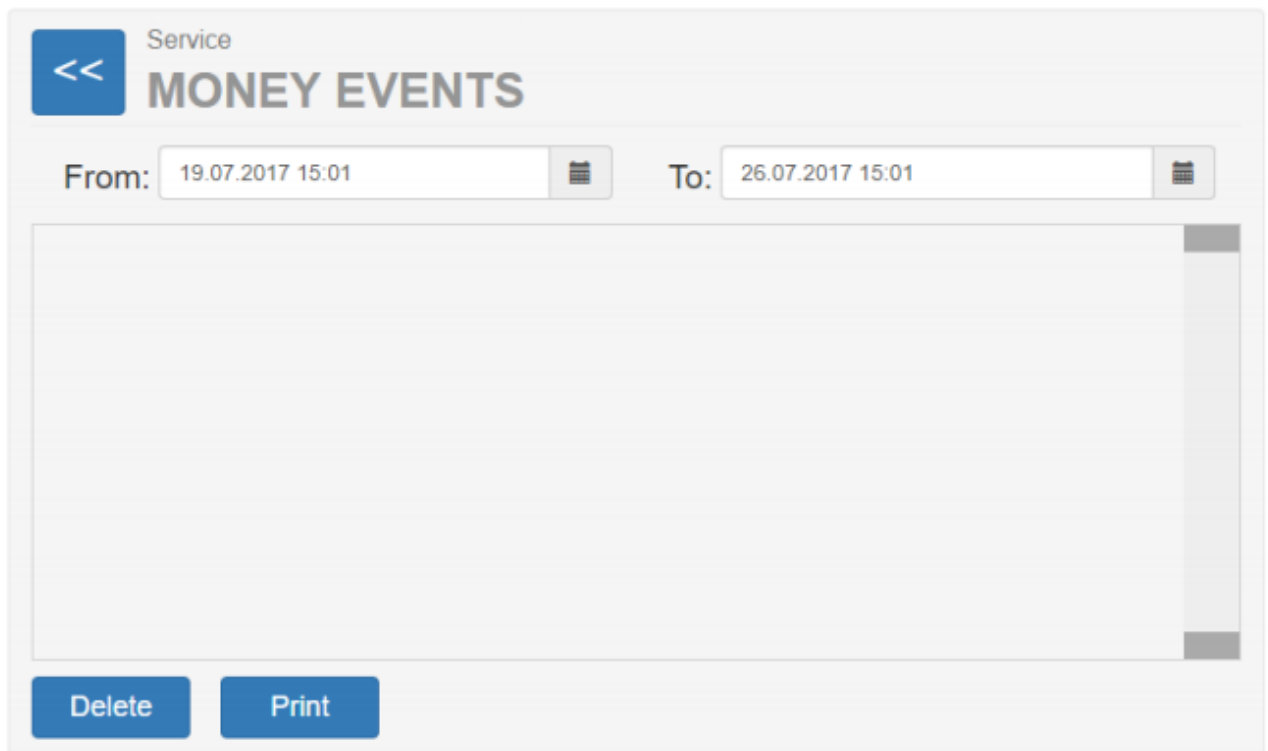 <<
Service
MONEY EVENTS
From: 19.07.2017 15:01 To: 26.07.2017 15:01
Delete Print